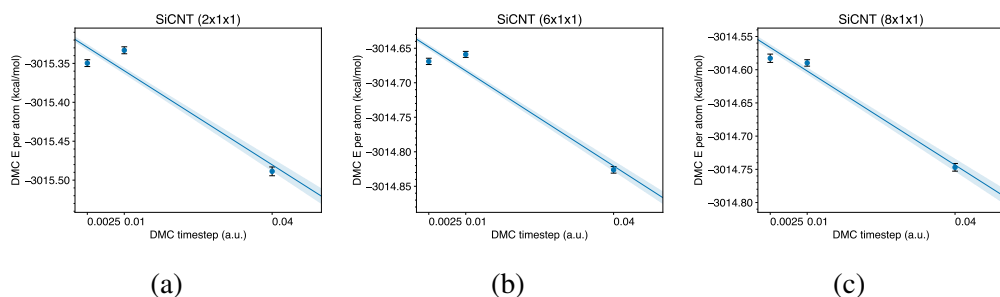 SiCNT (2x1x1)
DMC E per atom (kcal/mol)
−3015.35
−3015.40
−3015.45
−3015.50
0.0025 0.01 0.04
DMC timestep (a.u.)
(a)
SiCNT (6x1x1)
DMC E per atom (kcal/mol)
−3014.65
−3014.70
−3014.75
−3014.80
−3014.85
0.0025 0.01 0.04
DMC timestep (a.u.)
(b)
SiCNT (8x1x1)
DMC E per atom (kcal/mol)
−3014.55
−3014.60
−3014.65
−3014.70
−3014.75
−3014.80
0.0025 0.01 0.04
DMC timestep (a.u.)
(c)